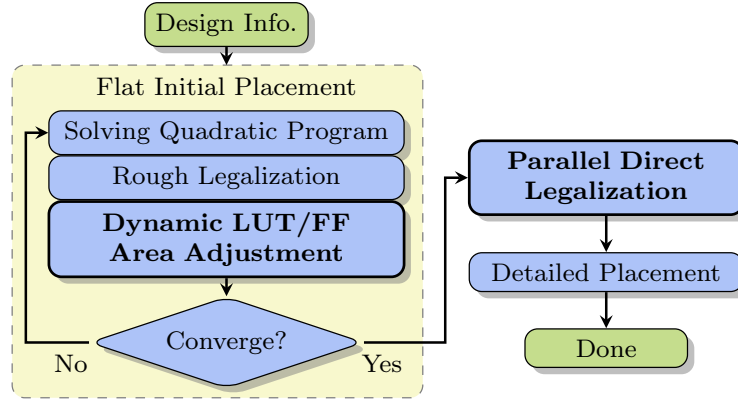 Design Info.
Flat Initial Placement
Solving Quadratic Program
Rough Legalization
Dynamic LUT/FF
Area Adjustment
Converge?
No
Yes
Parallel Direct
Legalization
Detailed Placement
Done